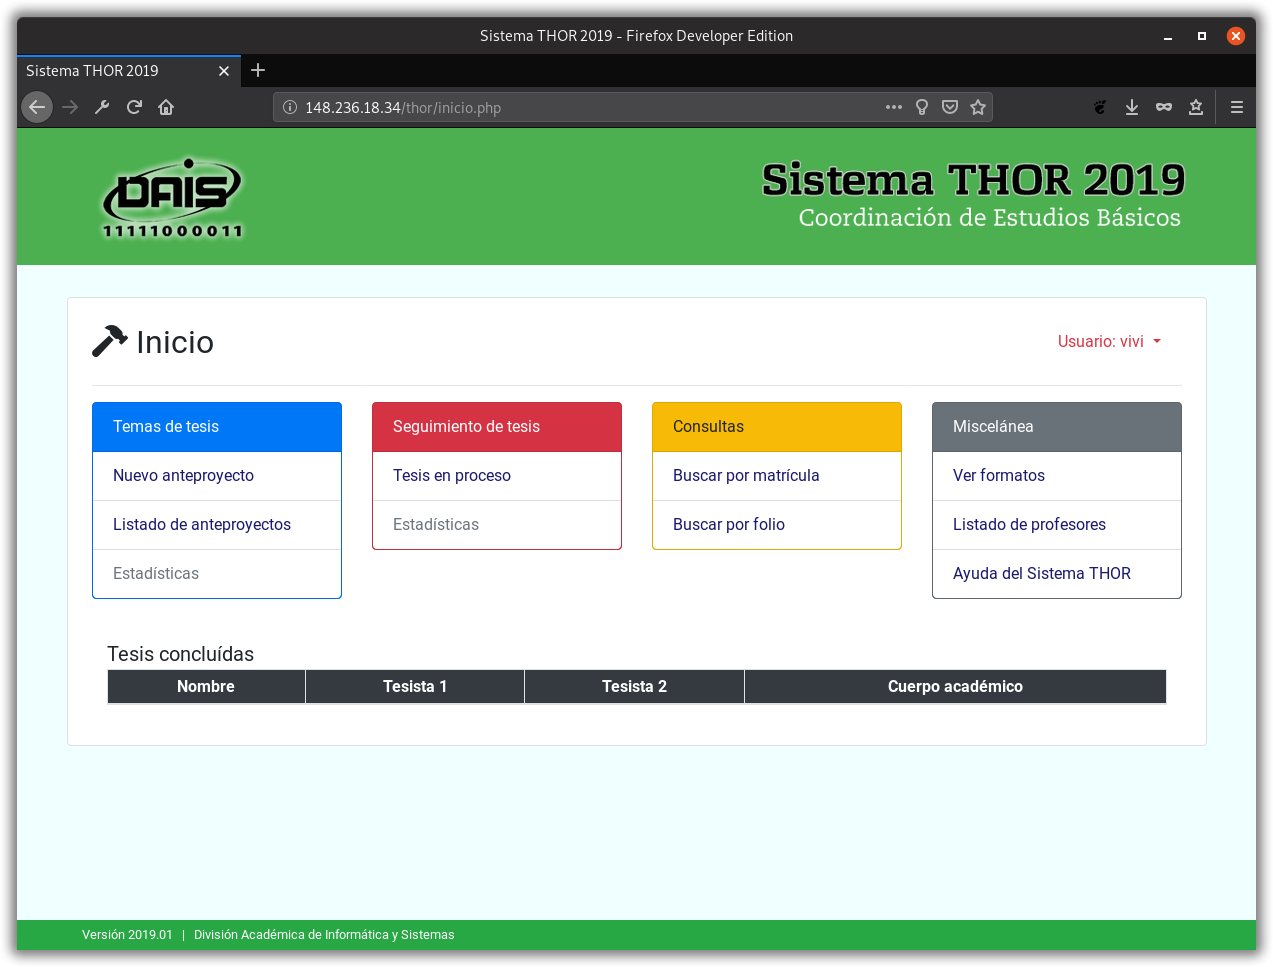 Sistema THOR 2019 - Firefox Developer Edition
Sistema THOR 2019
148.236.18.34/thor/inicio.php
DAIS
11111000011
Sistema THOR 2019
Coordinación de Estudios Básicos
Inicio
Usuario: vivi
Temas de tesis
Nuevo anteproyecto
Listado de anteproyectos
Estadísticas
Seguimiento de tesis
Tesis en proceso
Estadísticas
Consultas
Buscar por matrícula
Buscar por folio
Miscelánea
Ver formatos
Listado de profesores
Ayuda del Sistema THOR
Tesis concluídas
Nombre Tesista 1 Tesista 2 Cuerpo académico
Versión 2019.01 | División Académica de Informática y Sistemas